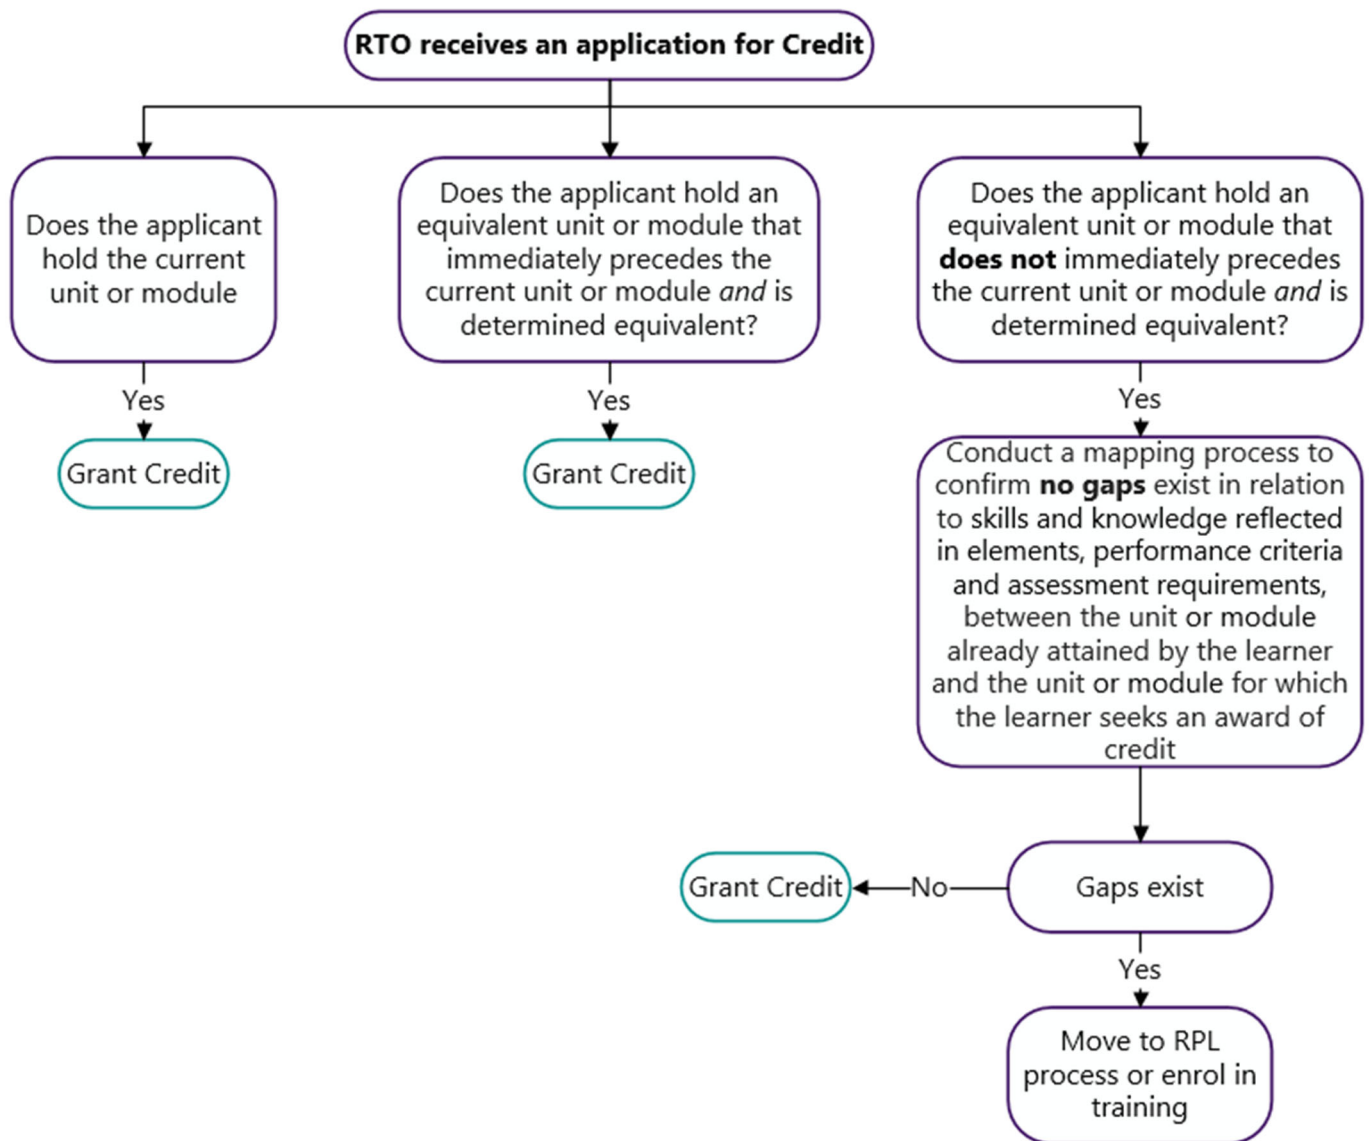 RTO receives an application for Credit
Does the applicant
hold the current
unit or module
Does the applicant hold an
equivalent unit or module that
immediately precedes the
current unit or module and is
determined equivalent?
Does the applicant hold an
equivalent unit or module that
does not immediately precedes
the current unit or module and is
determined equivalent?
Yes
Yes
Yes
Grant Credit
Grant Credit
Conduct a mapping process to
confirm no gaps exist in relation
to skills and knowledge reflected
in elements, performance criteria
and assessment requirements,
between the unit or module
already attained by the learner
and the unit or module for which
the learner seeks an award of
credit
Grant Credit
No
Gaps exist
Yes
Move to RPL
process or enrol in
training